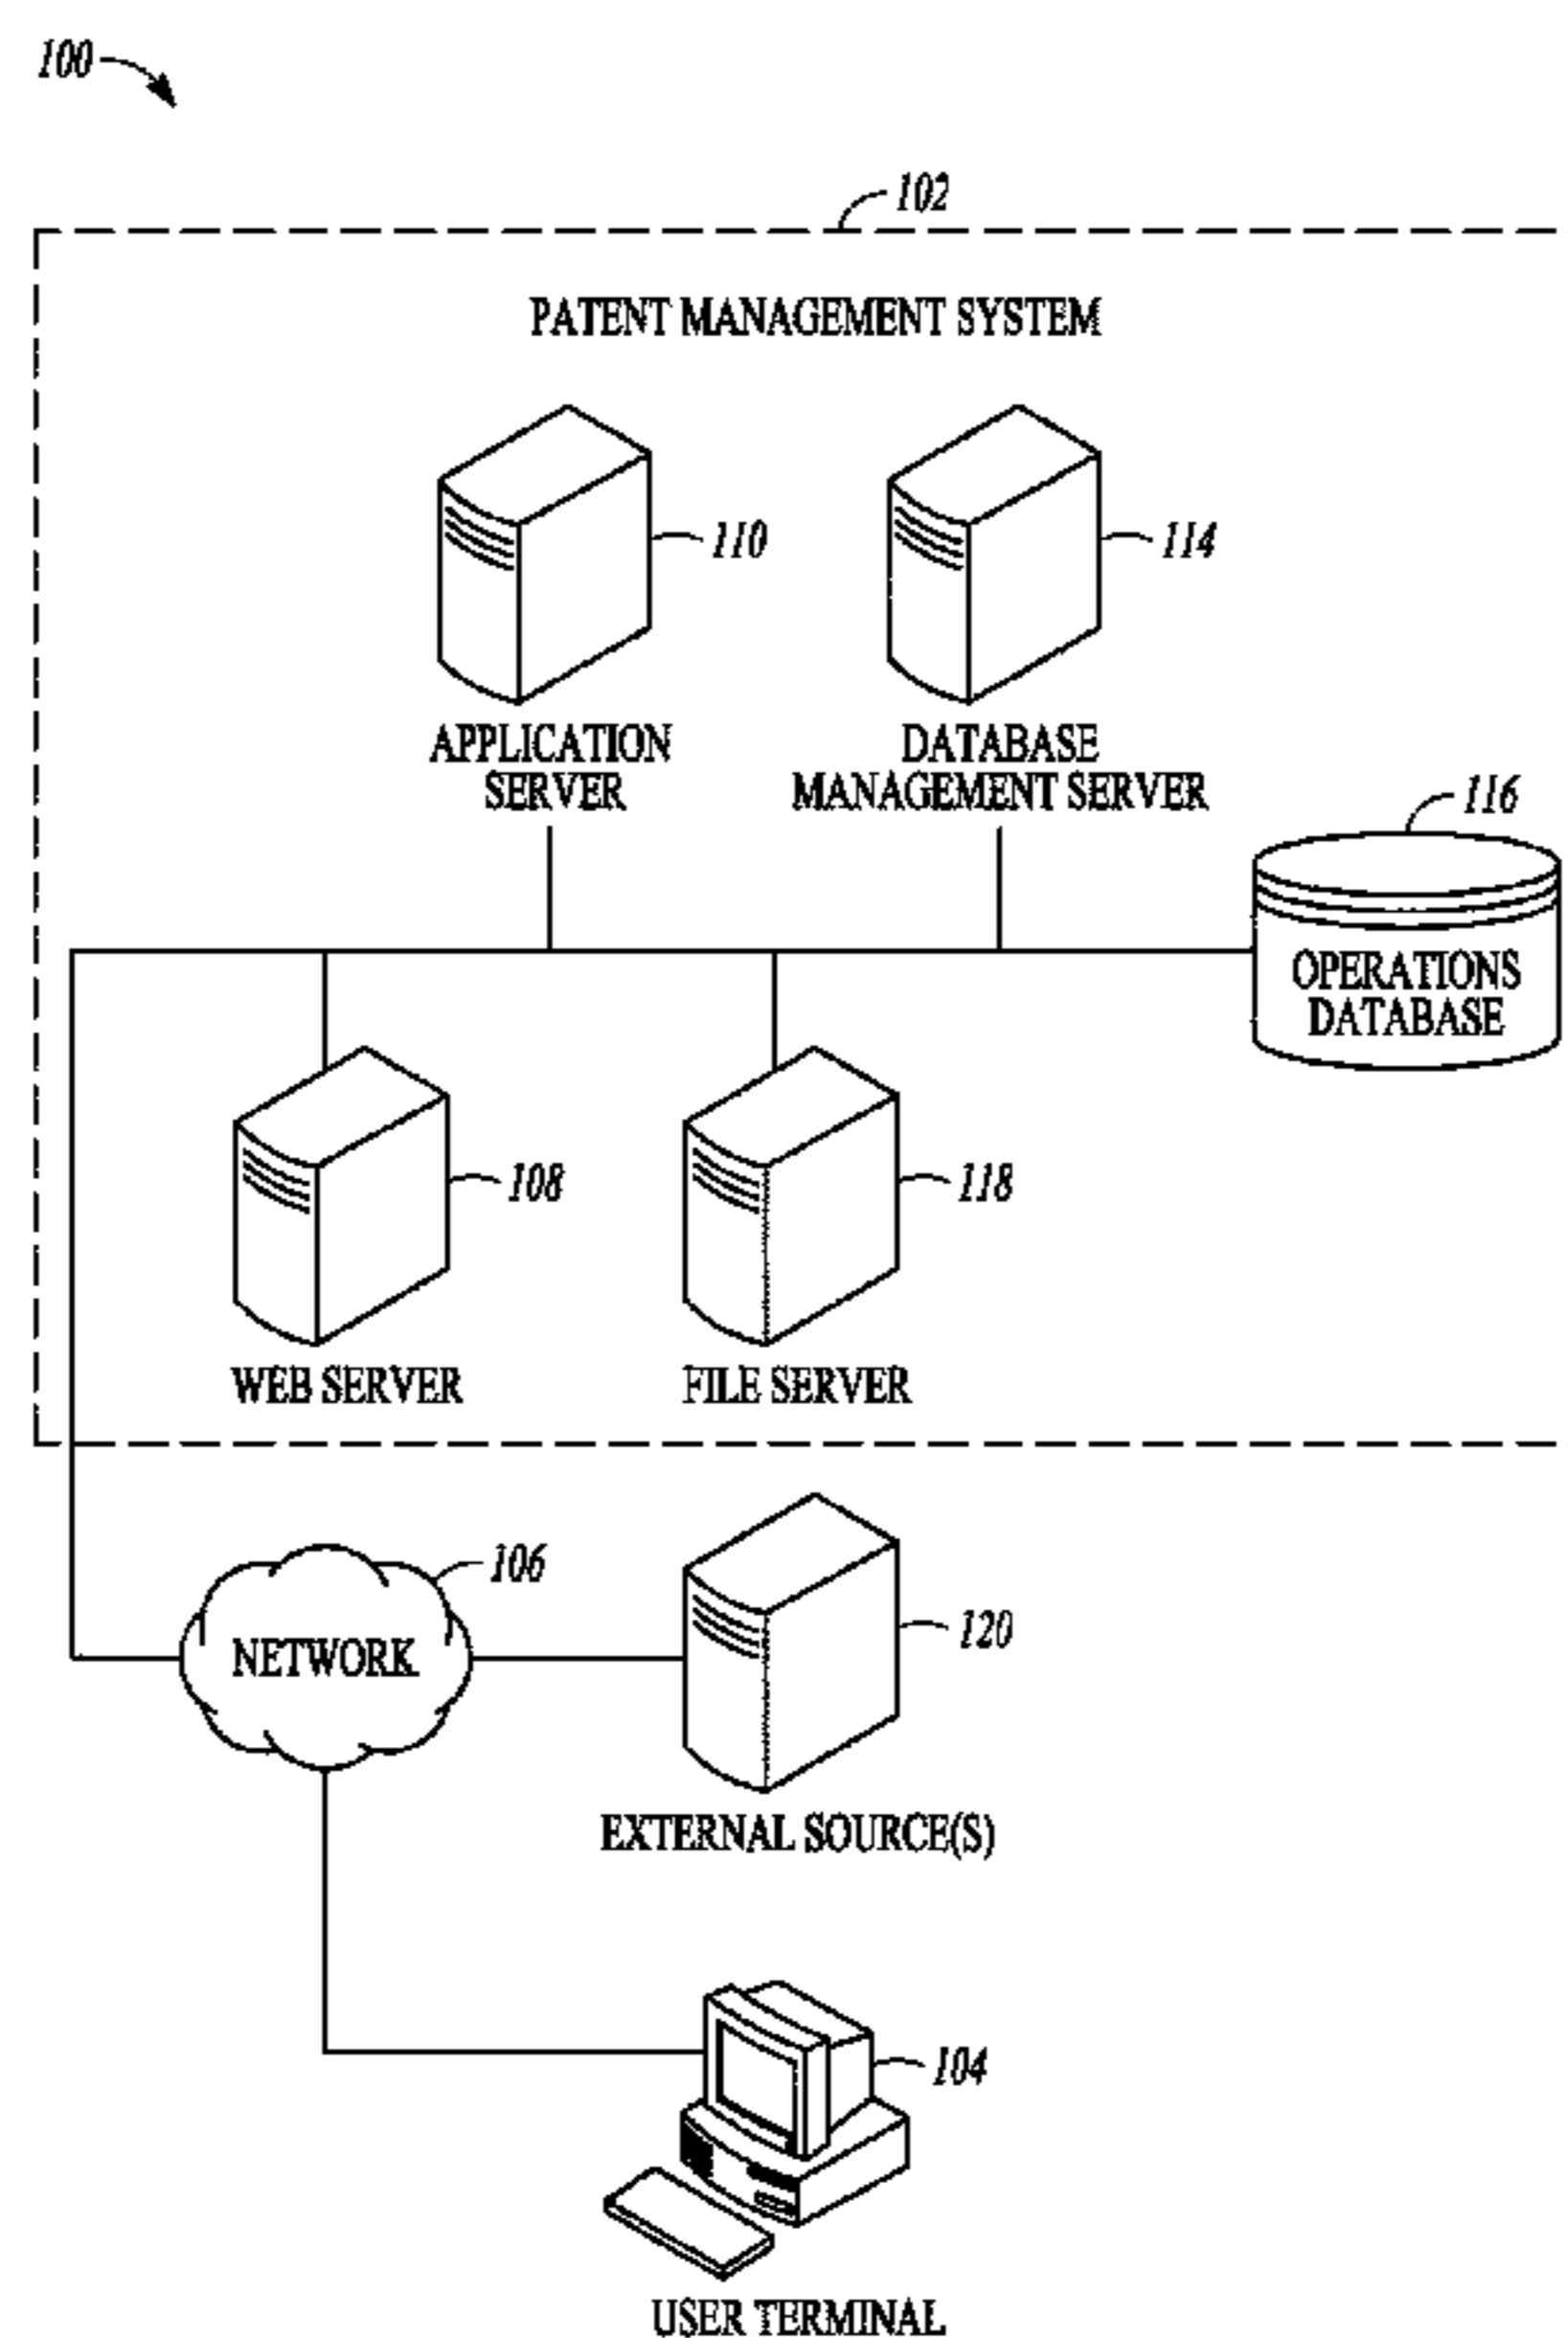 100
102
PATENT MANAGEMENT SYSTEM
110
114
APPLICATION
SERVER
DATABASE
MANAGEMENT SERVER
116
OPERATIONS
DATABASE
108
118
WEB SERVER
FILE SERVER
106
NETWORK
120
EXTERNAL SOURCE(S)
104
USER TERMINAL